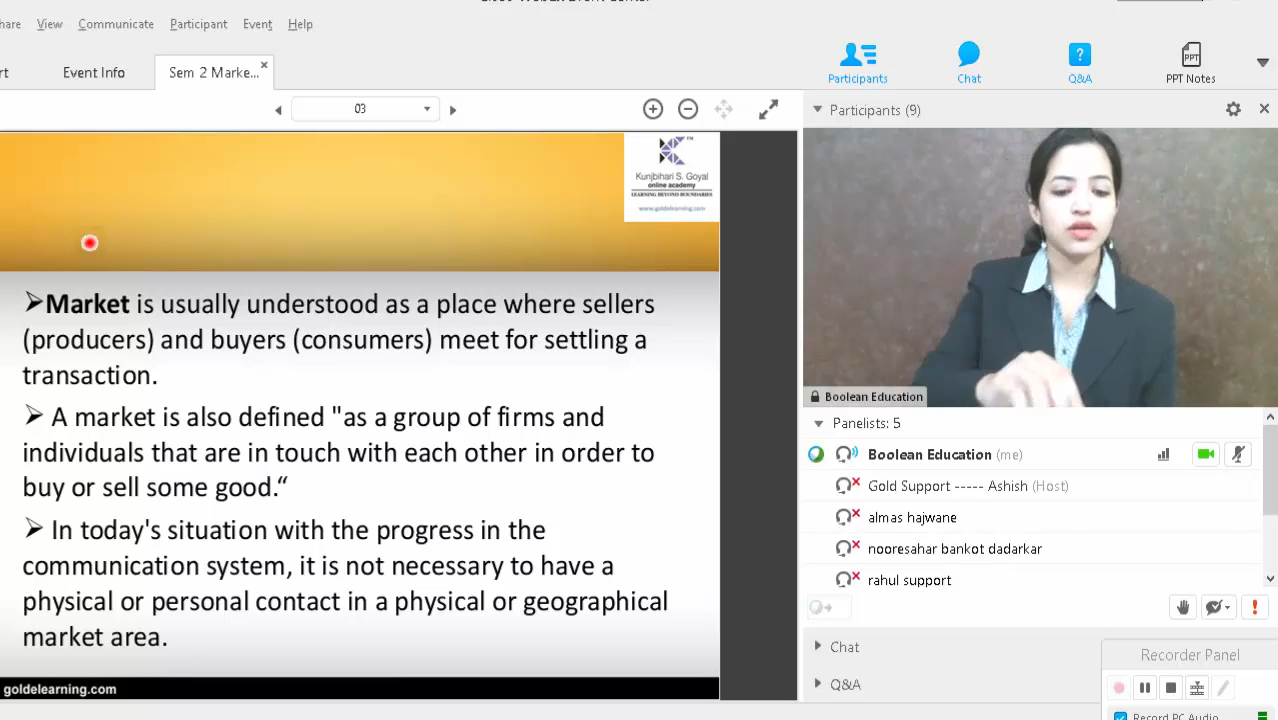 View Communicate Participant Event Help
Event Info
Sem 2 Marke...
Participants
Chat
Q&A
PPT
PPT Notes
03
Participants (9)
TM
Kunjbihari S. Goyal
online academy
LEARNING BEYOND BOUNDARIES
www.goldelearning.com
➢Market is usually understood as a place where sellers
(producers) and buyers (consumers) meet for settling a
transaction.
➢ A market is also defined "as a group of firms and
individuals that are in touch with each other in order to
buy or sell some good.“
➢ In today's situation with the progress in the
communication system, it is not necessary to have a
physical or personal contact in a physical or geographical
market area.
goldelearning.com
Boolean Education
Panelists: 5
Boolean Education (me)
Gold Support ----- Ashish (Host)
almas hajwane
nooresahar bankot dadarkar
rahul support
Chat
Q&A
Recorder Panel
Record PC Audio